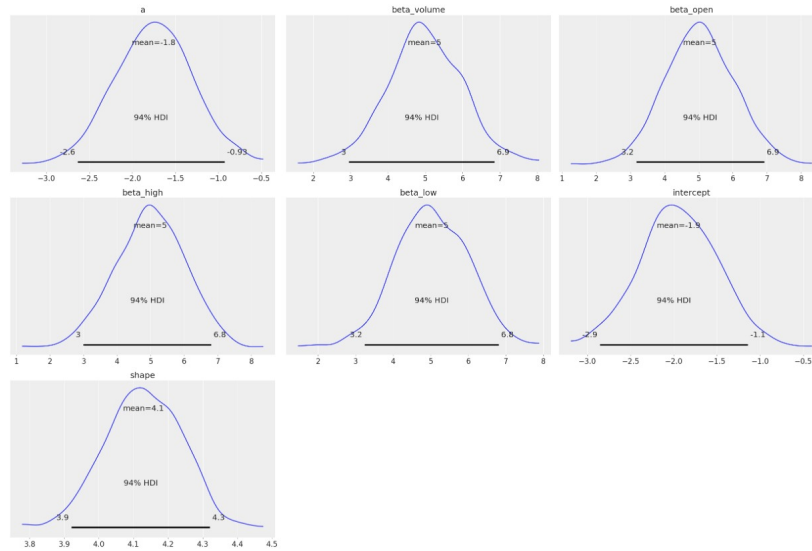 a
mean=-1.8
94% HDI
-2.6
-0.93
−3.0 −2.5 −2.0 −1.5 −1.0 −0.5
beta_volume
mean=5
94% HDI
3
6.9
2 3 4 5 6 7 8
beta_open
mean=5
94% HDI
3.2
6.9
1 2 3 4 5 6 7 8
beta_high
mean=5
94% HDI
3
6.8
1 2 3 4 5 6 7 8
beta_low
mean=5
94% HDI
3.2
6.8
2 3 4 5 6 7 8
intercept
mean=-1.9
94% HDI
-2.9
-1.1
−3.0 −2.5 −2.0 −1.5 −1.0 −0.5
shape
mean=4.1
94% HDI
3.9
4.3
3.8 3.9 4.0 4.1 4.2 4.3 4.4 4.5